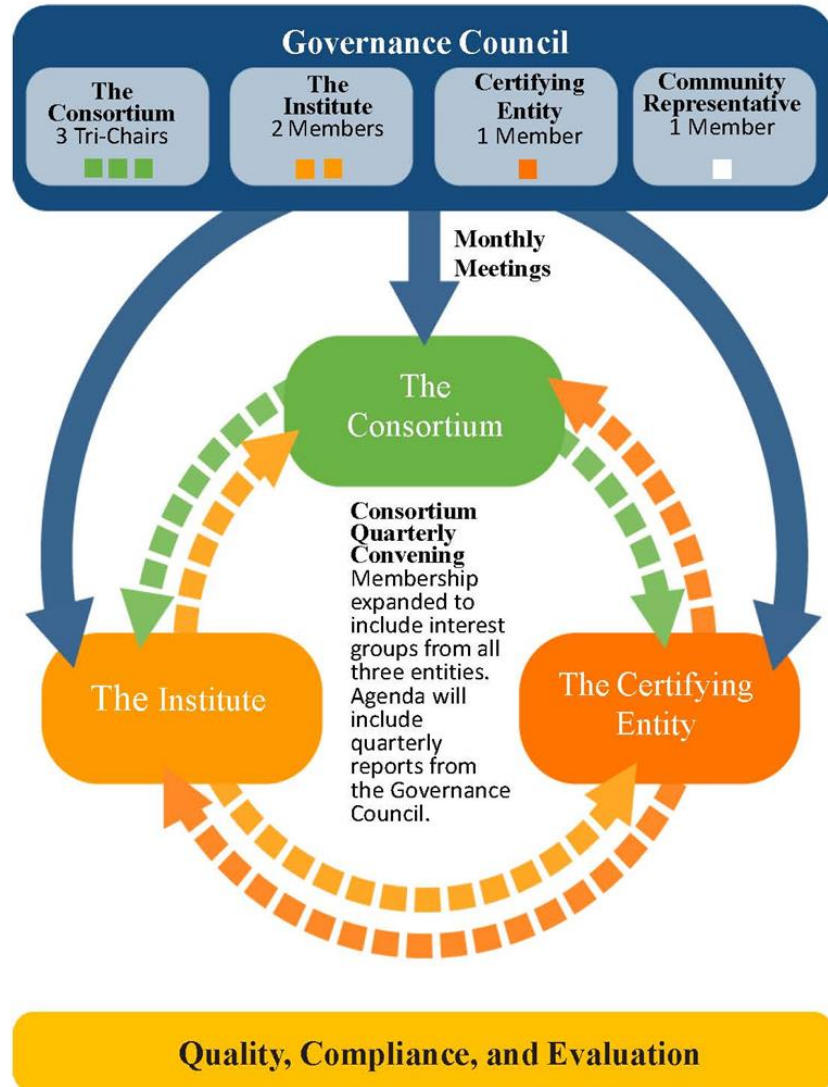 Governance Council
The
Consortium
3 Tri-Chairs
The
Institute
2 Members
Certifying
Entity
1 Member
Community
Representative
1 Member
Monthly
Meetings
The
Consortium
Consortium
Quarterly
Convening
Membership
expanded to
include interest
groups from all
three entities.
Agenda will
include
quarterly
reports from
the Governance
Council.
The Institute
The Certifying
Entity
Quality, Compliance, and Evaluation